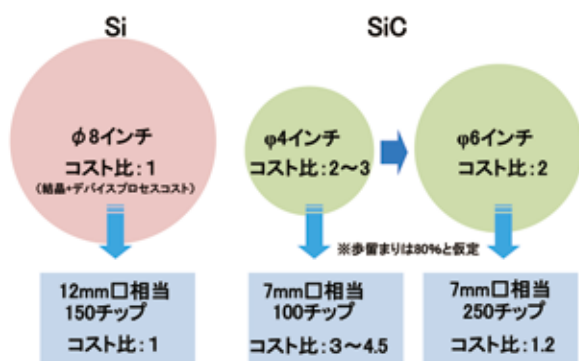 Si
SiC
φ8インチ
コスト比：1
（結晶+デバイスプロセスコスト）
φ4インチ
コスト比：2～3
φ6インチ
コスト比：2
※歩留まりは80%と仮定
12mm口相当
150チップ
コスト比：1
7mm口相当
100チップ
コスト比：3～4.5
7mm口相当
250チップ
コスト比：1.2